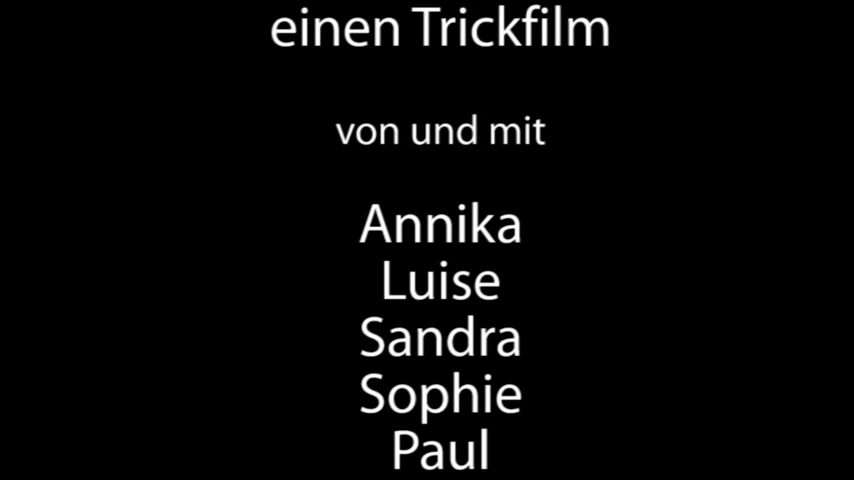 einen Trickfilm
von und mit
Annika
Luise
Sandra
Sophie
Paul